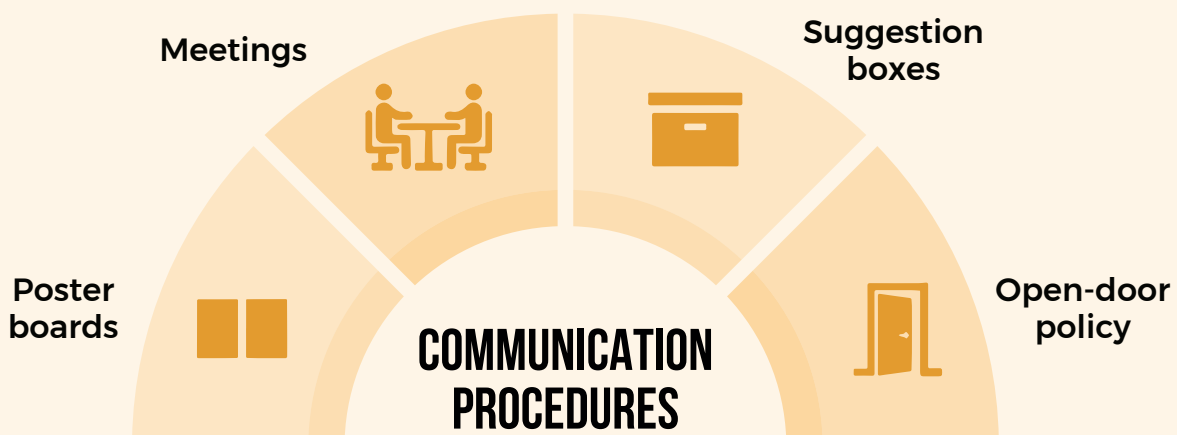 Meetings
Suggestion
boxes
Poster
boards
Open-door
policy
COMMUNICATION
PROCEDURES